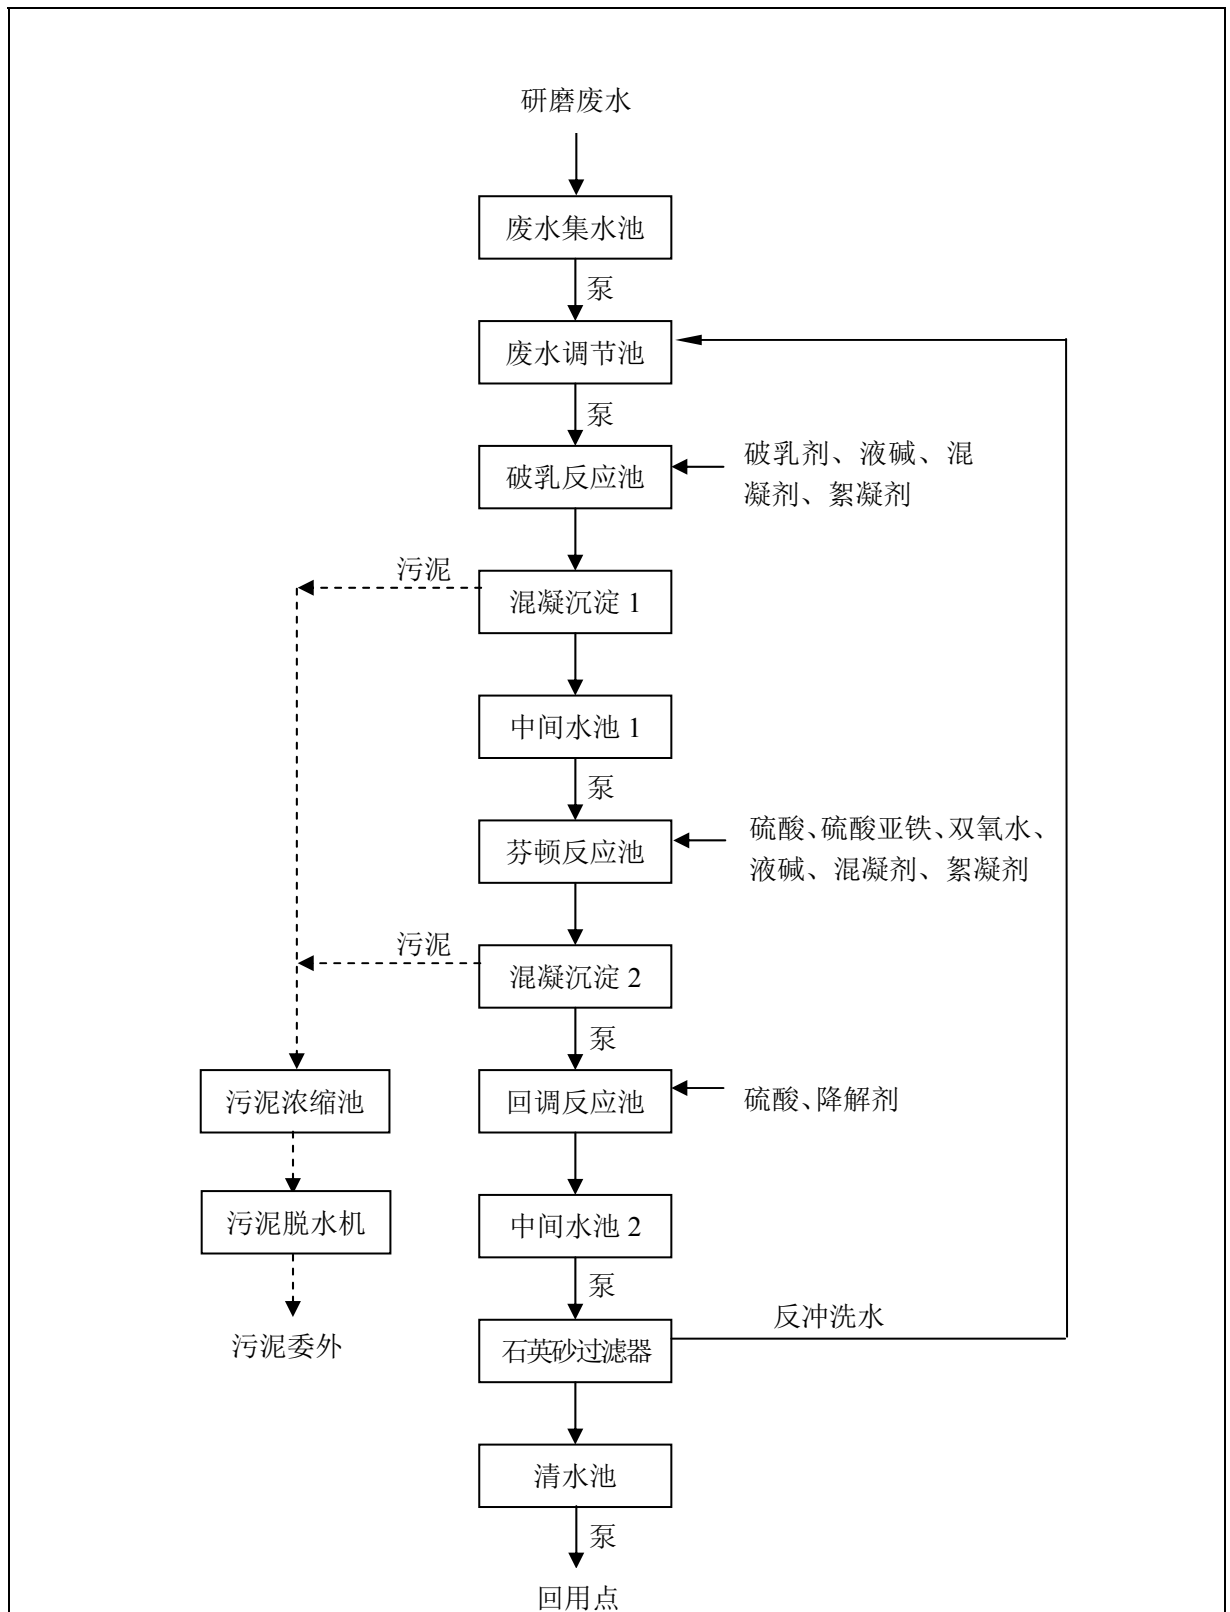 研磨废水
废水集水池
泵
废水调节池
泵
破乳反应池
破乳剂、液碱、混
凝剂、絮凝剂
污泥
混凝沉淀 1
中间水池 1
泵
芬顿反应池
硫酸、硫酸亚铁、双氧水、
液碱、混凝剂、絮凝剂
污泥
混凝沉淀 2
泵
污泥浓缩池
回调反应池
硫酸、降解剂
污泥脱水机
中间水池 2
泵
反冲洗水
污泥委外
石英砂过滤器
清水池
泵
回用点